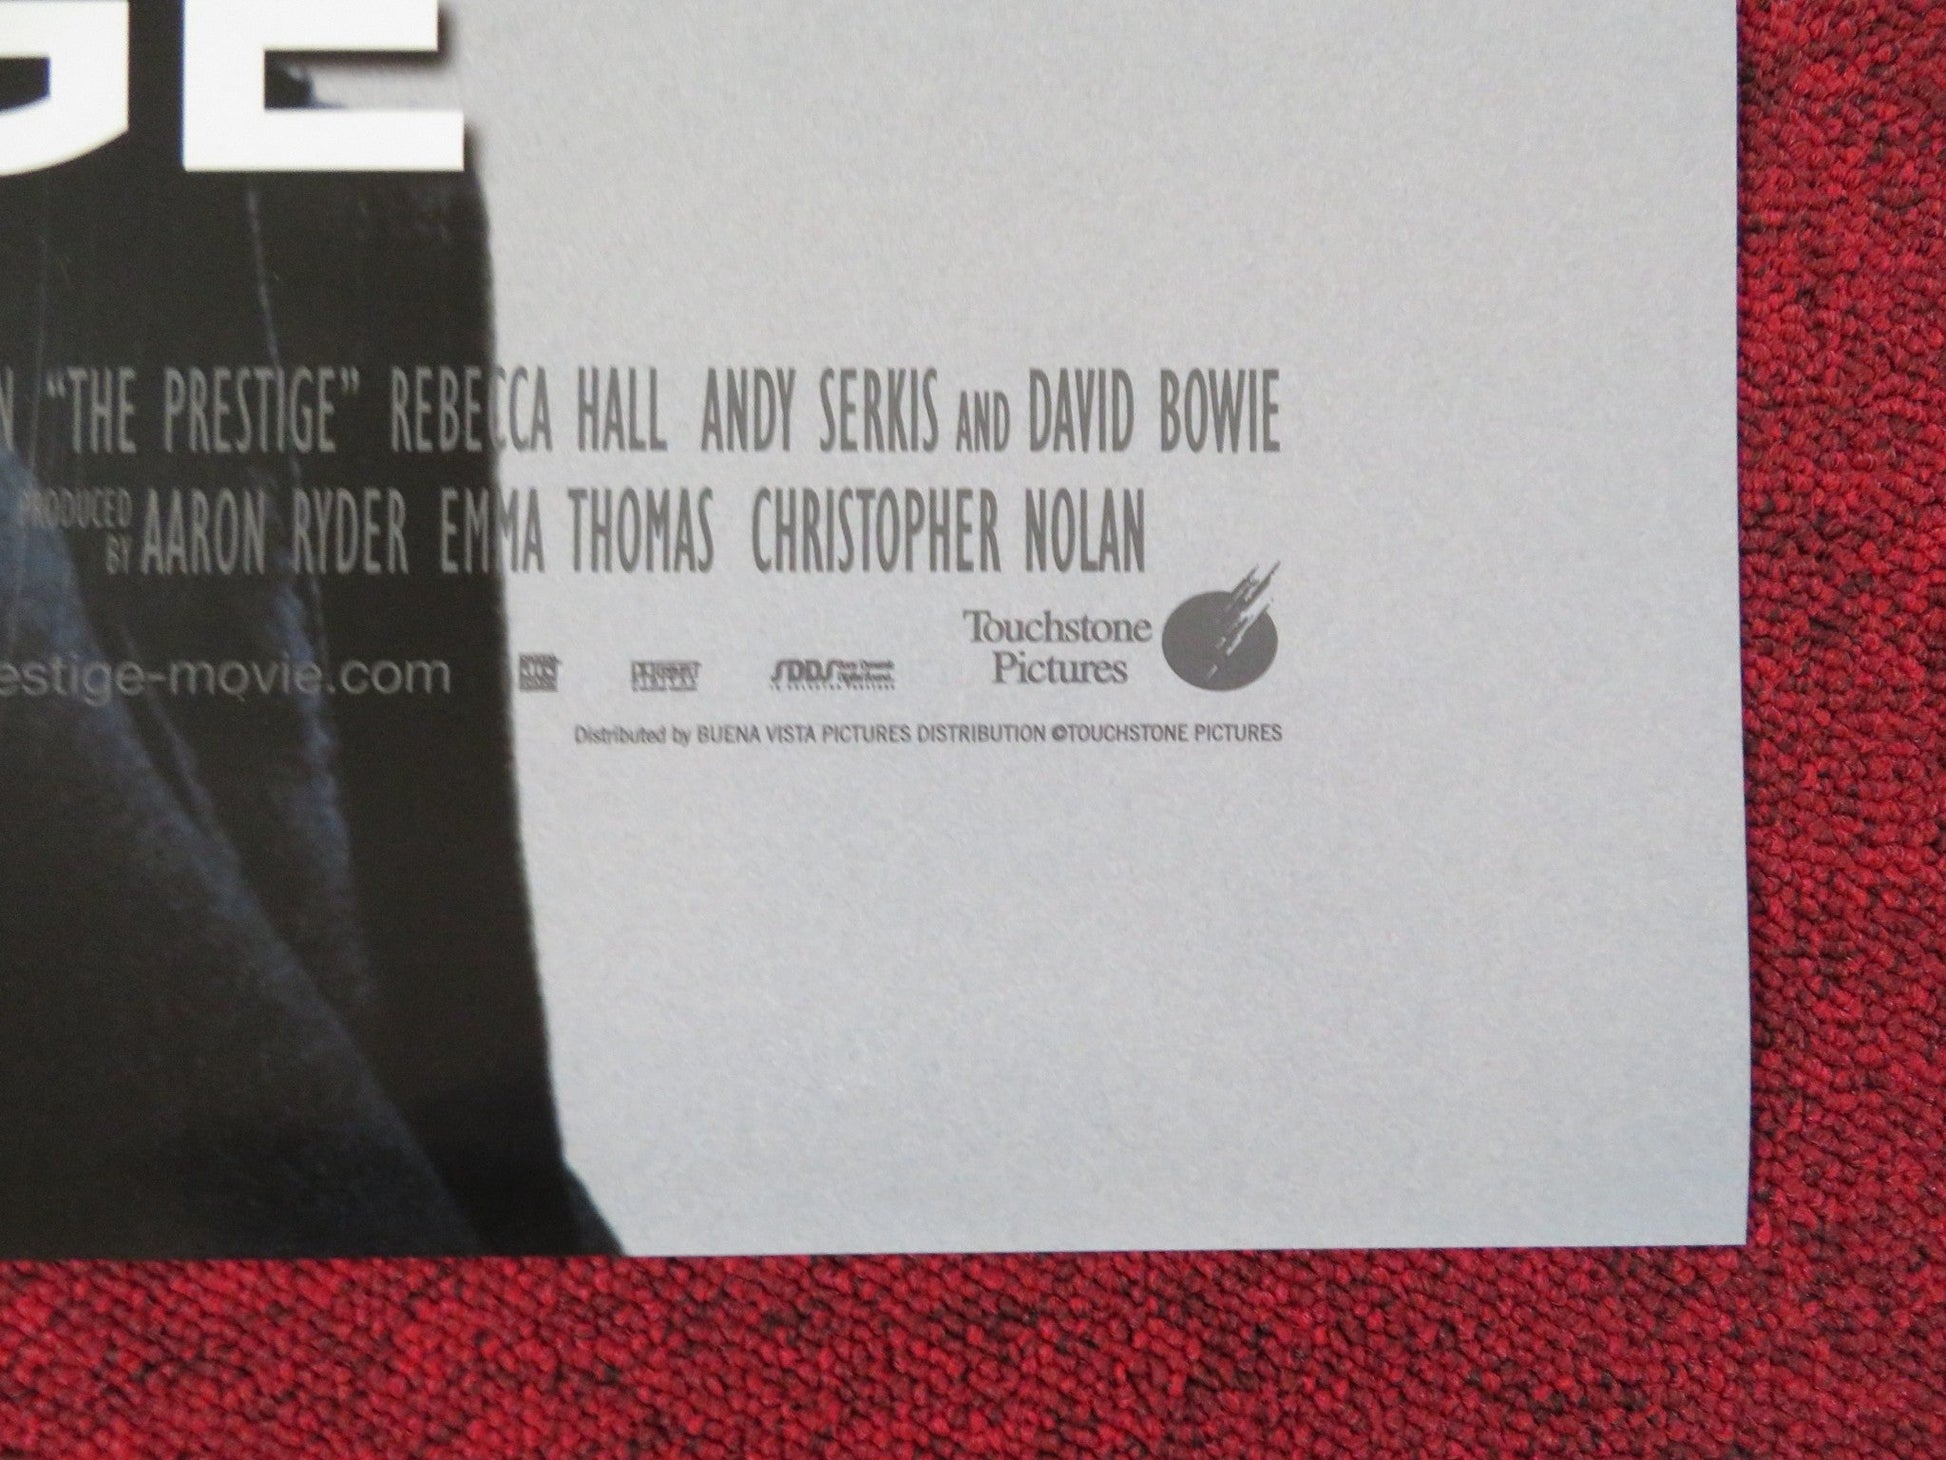 GE
N "THE PRESTIGE" REBECCA HALL ANDY SERKIS AND DAVID BOWIE
PRODUCED BY AARON RYDER EMMA THOMAS CHRISTOPHER NOLAN
estige-movie.com
SDDS
Touchstone
Pictures
Distributed by BUENA VISTA PICTURES DISTRIBUTION ©TOUCHSTONE PICTURES